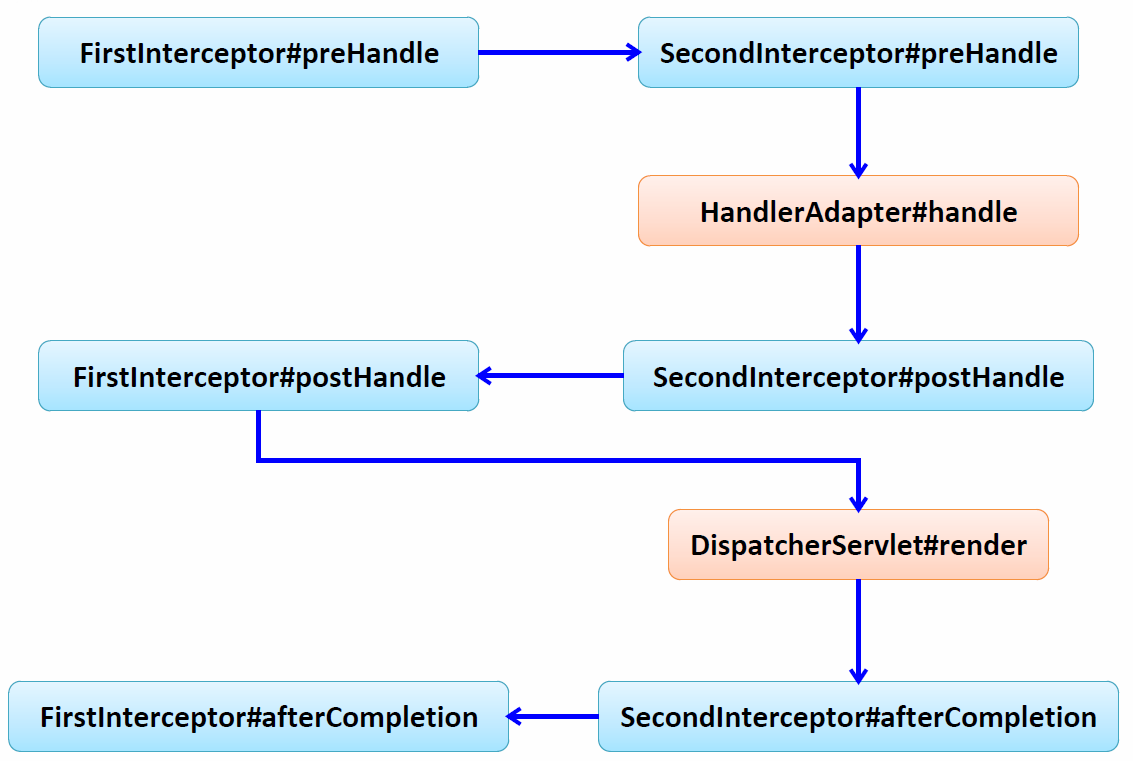 FirstInterceptor#preHandle
SecondInterceptor#preHandle
HandlerAdapter#handle
FirstInterceptor#postHandle
SecondInterceptor#postHandle
DispatcherServlet#render
FirstInterceptor#afterCompletion
SecondInterceptor#afterCompletion